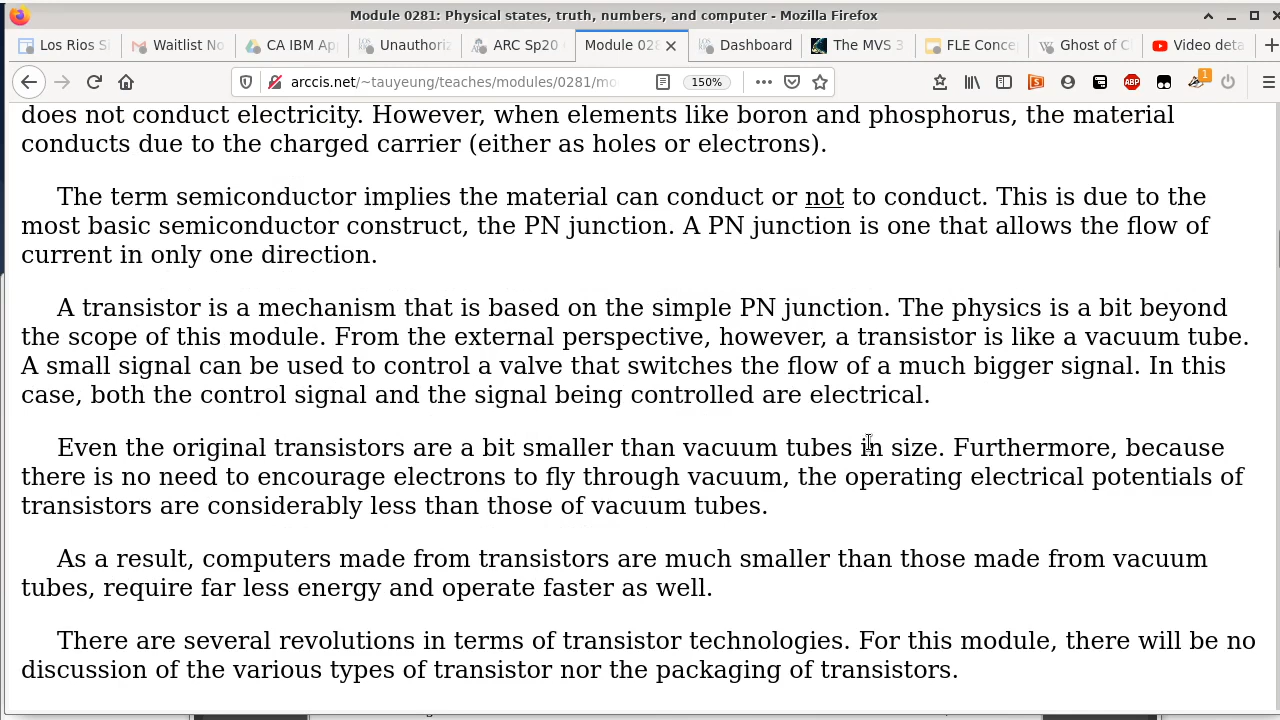 Module 0281: Physical states, truth, numbers, and computer - Mozilla Firefox
Los Rios S
Waitlist No
CA IBM Ap
Unauthoriz
ARC Sp20
Module 028
Dashboard
The MVS 3
FLE Conce
Ghost of C
Video deta
arccis.net/~tauyeung/teaches/modules/0281/mo
150%
ABP
1
does not conduct electricity. However, when elements like boron and phosphorus, the material
conducts due to the charged carrier (either as holes or electrons).
The term semiconductor implies the material can conduct or not to conduct. This is due to the
most basic semiconductor construct, the PN junction. A PN junction is one that allows the flow of
current in only one direction.
A transistor is a mechanism that is based on the simple PN junction. The physics is a bit beyond
the scope of this module. From the external perspective, however, a transistor is like a vacuum tube.
A small signal can be used to control a valve that switches the flow of a much bigger signal. In this
case, both the control signal and the signal being controlled are electrical.
Even the original transistors are a bit smaller than vacuum tubes in size. Furthermore, because
there is no need to encourage electrons to fly through vacuum, the operating electrical potentials of
transistors are considerably less than those of vacuum tubes.
As a result, computers made from transistors are much smaller than those made from vacuum
tubes, require far less energy and operate faster as well.
There are several revolutions in terms of transistor technologies. For this module, there will be no
discussion of the various types of transistor nor the packaging of transistors.